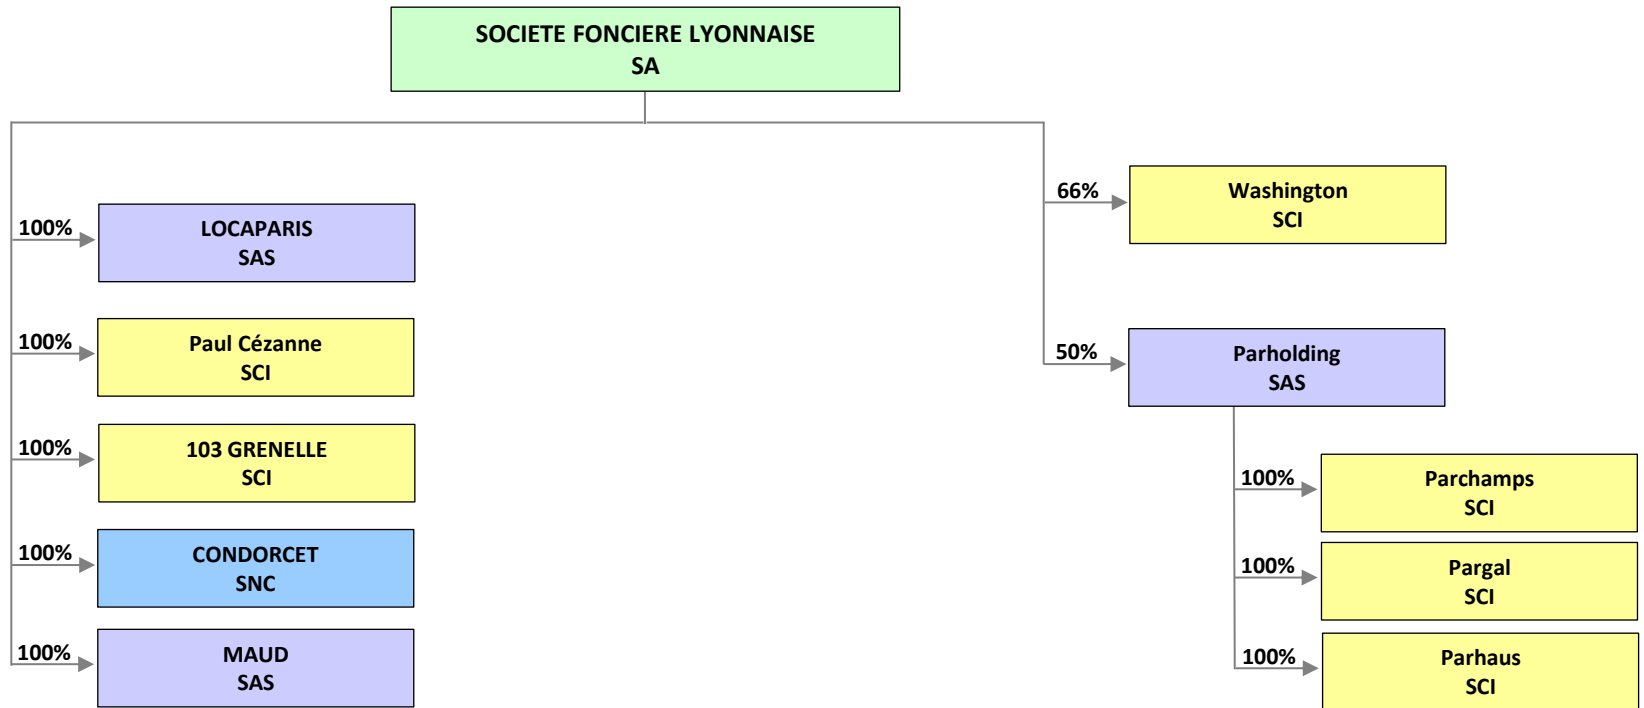 SOCIETE FONCIERE LYONNAISE
SA
100%
LOCAPARIS
SAS
100%
Paul Cézanne
SCI
100%
103 GRENELLE
SCI
100%
CONDORCET
SNC
100%
MAUD
SAS
66%
Washington
SCI
50%
Parholding
SAS
100%
Parchamps
SCI
100%
Pargal
SCI
100%
Parhaus
SCI